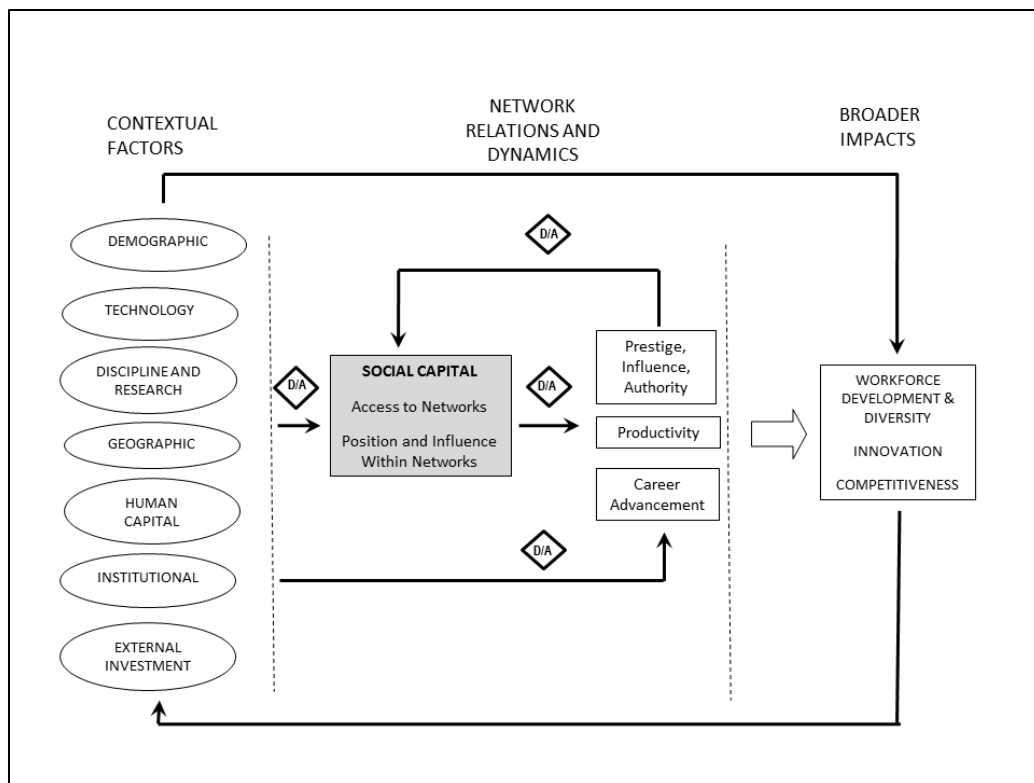 CONTEXTUAL
FACTORS
NETWORK
RELATIONS AND
DYNAMICS
BROADER
IMPACTS
DEMOGRAPHIC
TECHNOLOGY
DISCIPLINE AND
RESEARCH
GEOGRAPHIC
HUMAN
CAPITAL
INSTITUTIONAL
EXTERNAL
INVESTMENT
D/A
D/A
SOCIAL CAPITAL
Access to Networks
Position and Influence
Within Networks
D/A
D/A
Prestige,
Influence,
Authority
Productivity
Career
Advancement
WORKFORCE
DEVELOPMENT &
DIVERSITY
INNOVATION
COMPETITIVENESS